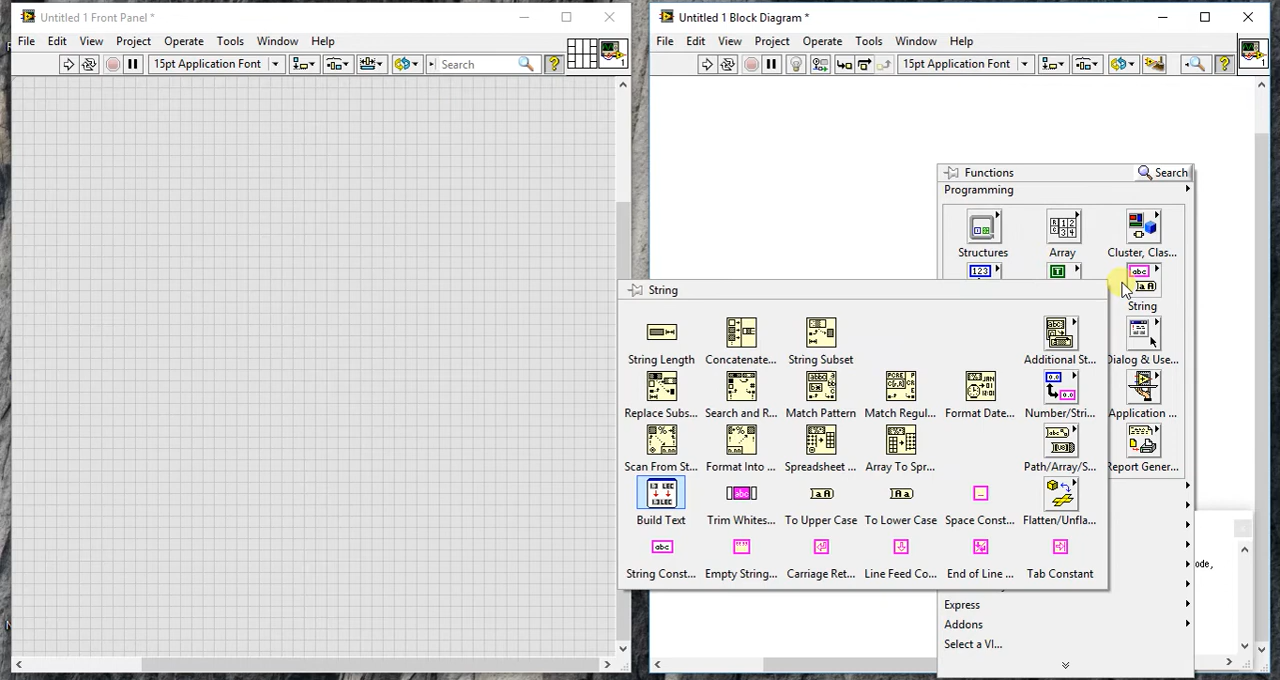 Untitled 1 Front Panel *
File Edit View Project Operate Tools Window Help
15pt Application Font
Search
Untitled 1 Block Diagram *
File Edit View Project Operate Tools Window Help
15pt Application Font
Functions
Search
Programming
Structures Array Cluster, Clas...
String
Dialog & Use...
Application ...
Report Gener...
String
String Length Concatenate... String Subset Additional St...
Replace Subs... Search and R... Match Pattern Match Regul... Format Date... Number/Stri...
Scan From St... Format Into ... Spreadsheet ... Array To Spr... Path/Array/S...
Build Text Trim Whites... To Upper Case To Lower Case Space Const... Flatten/Unfla...
String Const... Empty String... Carriage Ret... Line Feed Co... End of Line ... Tab Constant
ode,
Express
Addons
Select a VI...